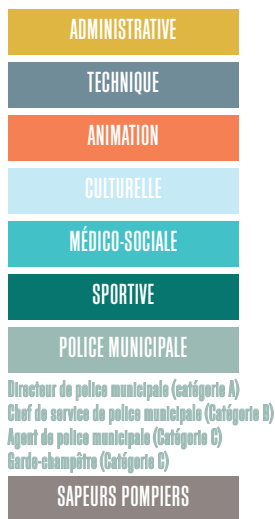 ADMINISTRATIVE
TECHNIQUE
ANIMATION
CULTURELLE
MÉDICO-SOCIALE
SPORTIVE
POLICE MUNICIPALE
Directeur de police municipale (catégorie A)
Chef de service de police municipale (Catégorie B)
Agent de police municipale (Catégorie C)
Garde-champêtre (Catégorie C)
SAPEURS POMPIERS